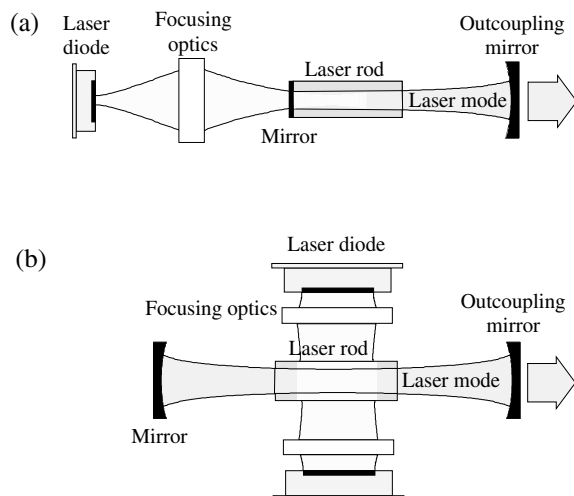 (a)
Laser
diode
Focusing
optics
Outcoupling
mirror
Laser rod
Laser mode
Mirror
(b)
Laser diode
Focusing optics
Outcoupling
mirror
Laser rod
Laser mode
Mirror